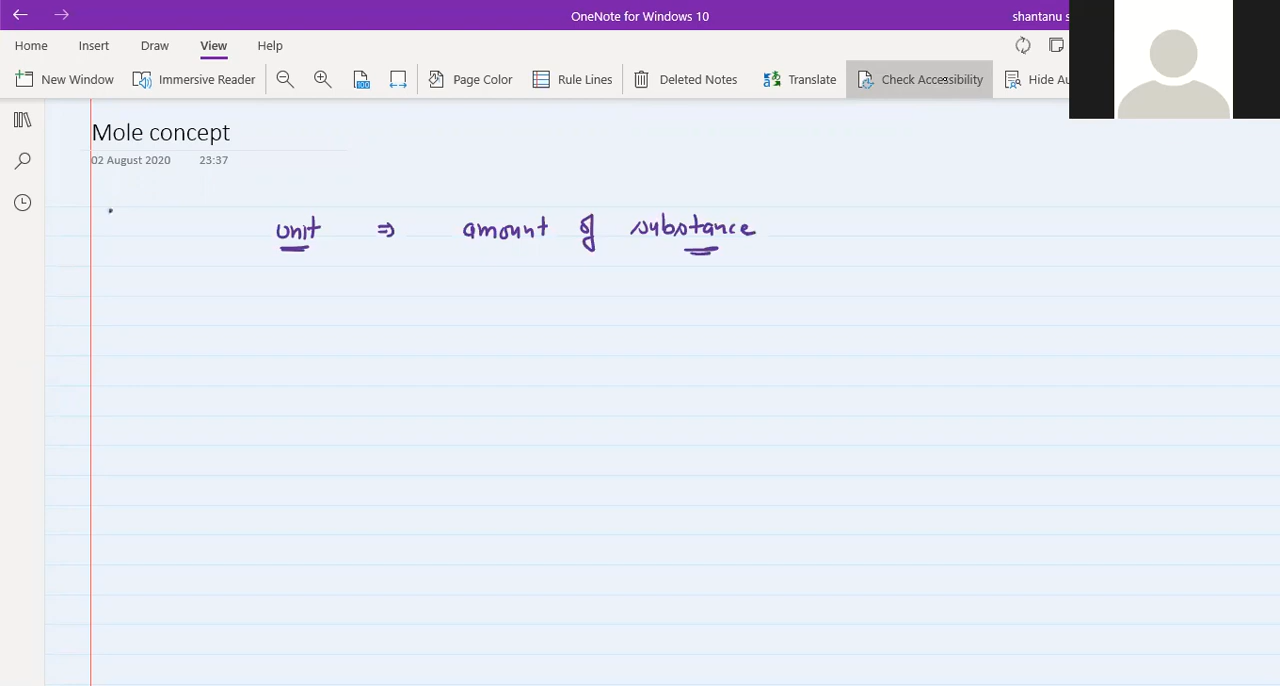 OneNote for Windows 10
shantanu s
Home Insert Draw View Help
New Window Immersive Reader 100 Page Color Rule Lines Deleted Notes Translate Check Accessibility Hide Au
Mole concept
02 August 2020 23:37
unit ⇒ amount of substance